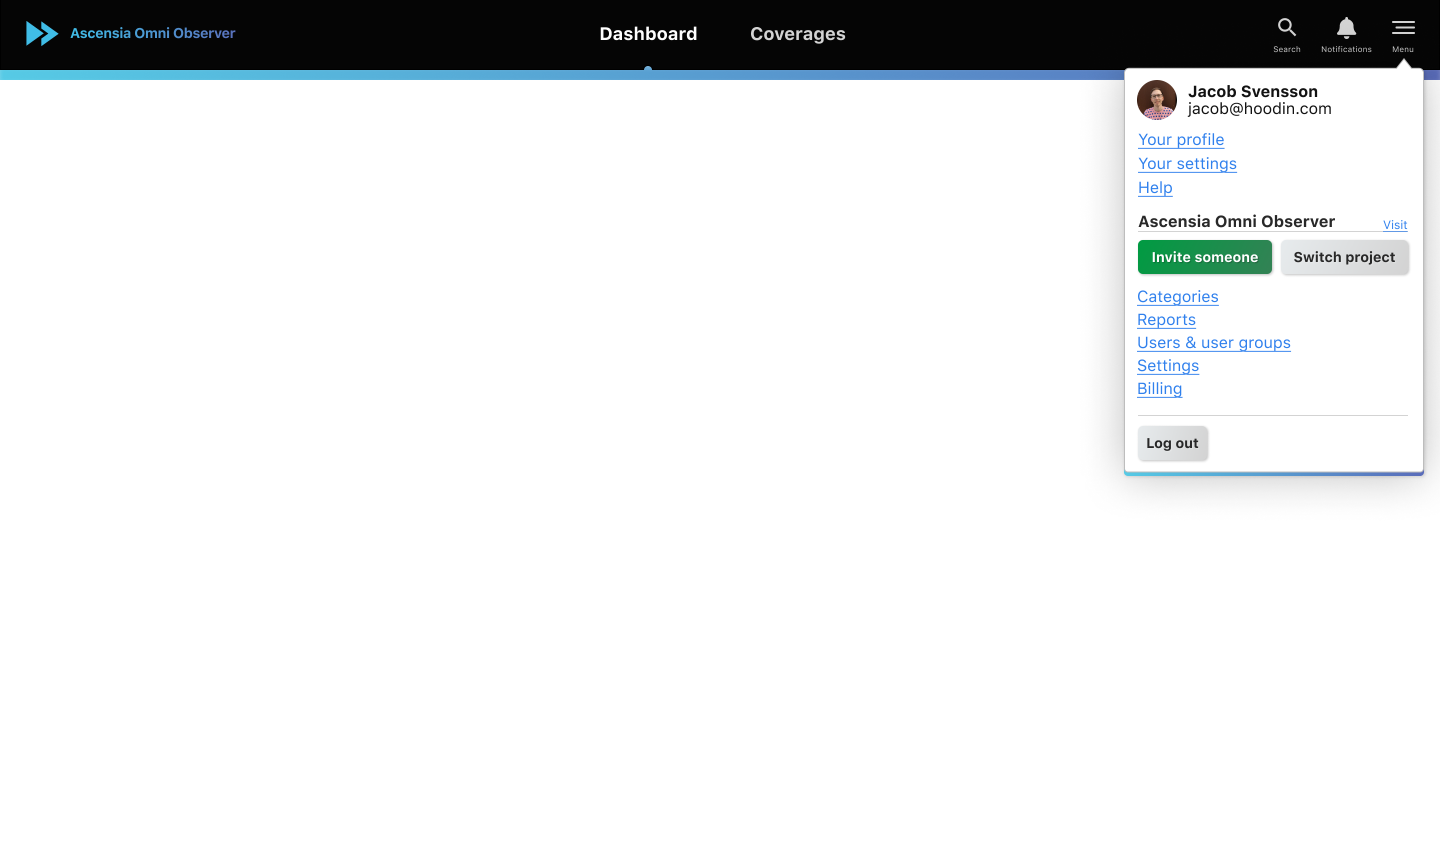 Ascensia Omni Observer
Dashboard
Coverages
Search
Notifications
Menu
Jacob Svensson
jacob@hoodin.com
Your profile
Your settings
Help
Ascensia Omni Observer
Visit
Invite someone
Switch project
Categories
Reports
Users & user groups
Settings
Billing
Log out